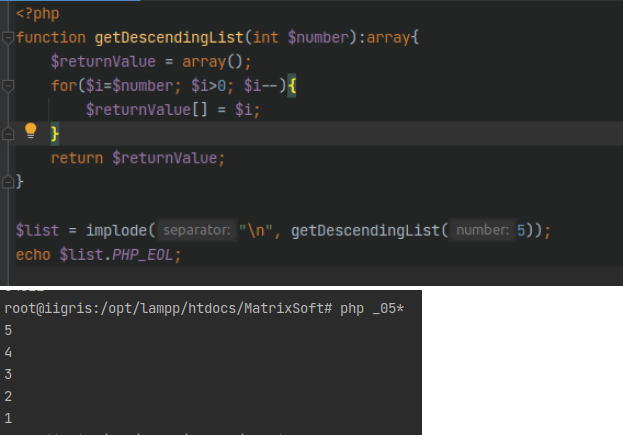 <?php
function getDescendingList(int $number):array{
    $returnValue = array();
    for($i=$number; $i>0; $i--){
        $returnValue[] = $i;
    }
    return $returnValue;
}
$list = implode( separator: "\n", getDescendingList( number: 5));
echo $list.PHP_EOL;
root@iigris:/opt/lampp/htdocs/MatrixSoft# php _05*
5
4
3
2
1